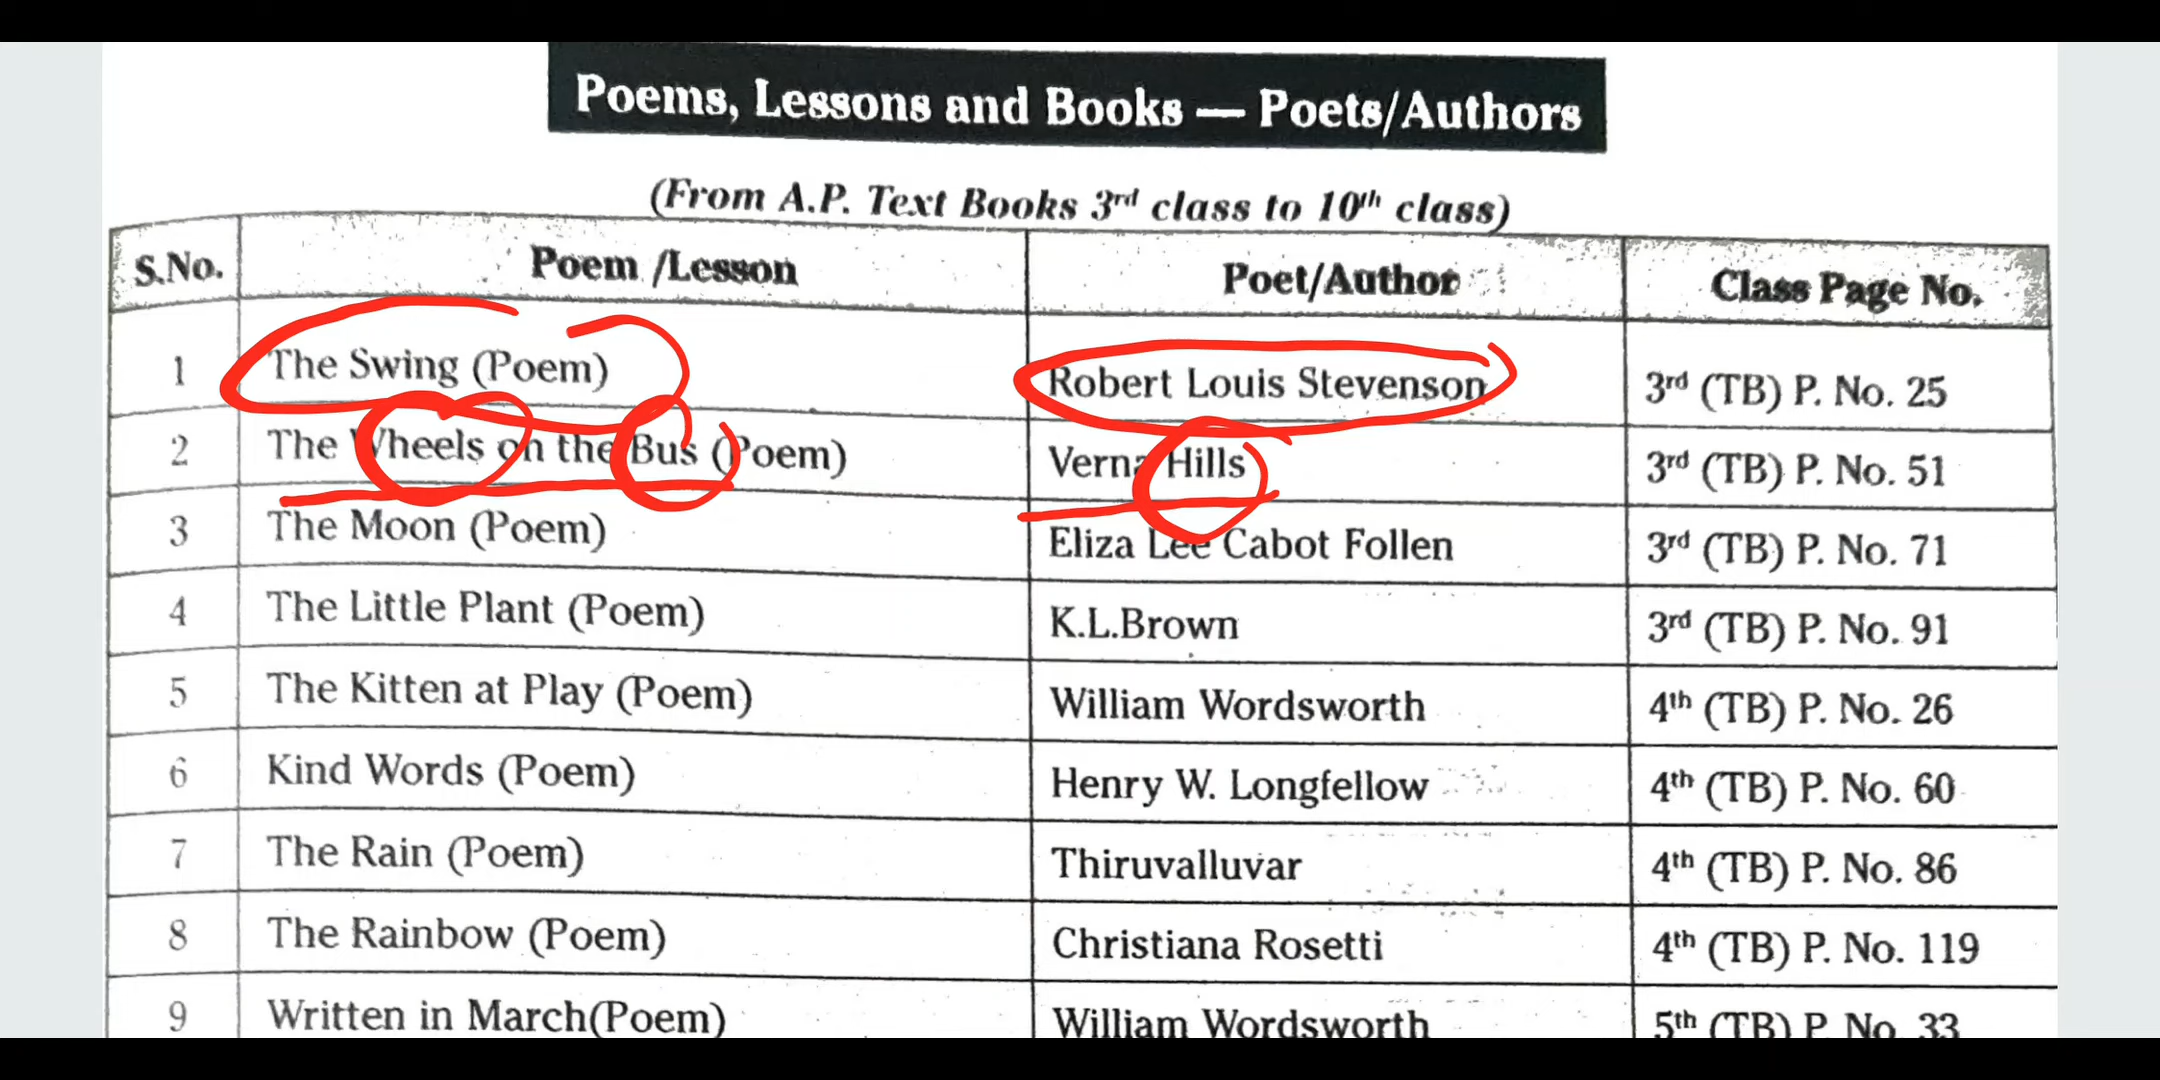 Poems, Lessons and Books — Poets/Authors
(From A.P. Text Books 3rd class to 10th class)
S.No. Poem /Lesson Poet/Author Class Page No.
1 The Swing (Poem) Robert Louis Stevenson 3rd (TB) P. No. 25
2 The Wheels on the Bus (Poem) Verna Hills 3rd (TB) P. No. 51
3 The Moon (Poem) Eliza Lee Cabot Follen 3rd (TB) P. No. 71
4 The Little Plant (Poem) K.L.Brown 3rd (TB) P. No. 91
5 The Kitten at Play (Poem) William Wordsworth 4th (TB) P. No. 26
6 Kind Words (Poem) Henry W. Longfellow 4th (TB) P. No. 60
7 The Rain (Poem) Thiruvalluvar 4th (TB) P. No. 86
8 The Rainbow (Poem) Christiana Rosetti 4th (TB) P. No. 119
9 Written in March(Poem) William Wordsworth 5th (TB) P. No. 33